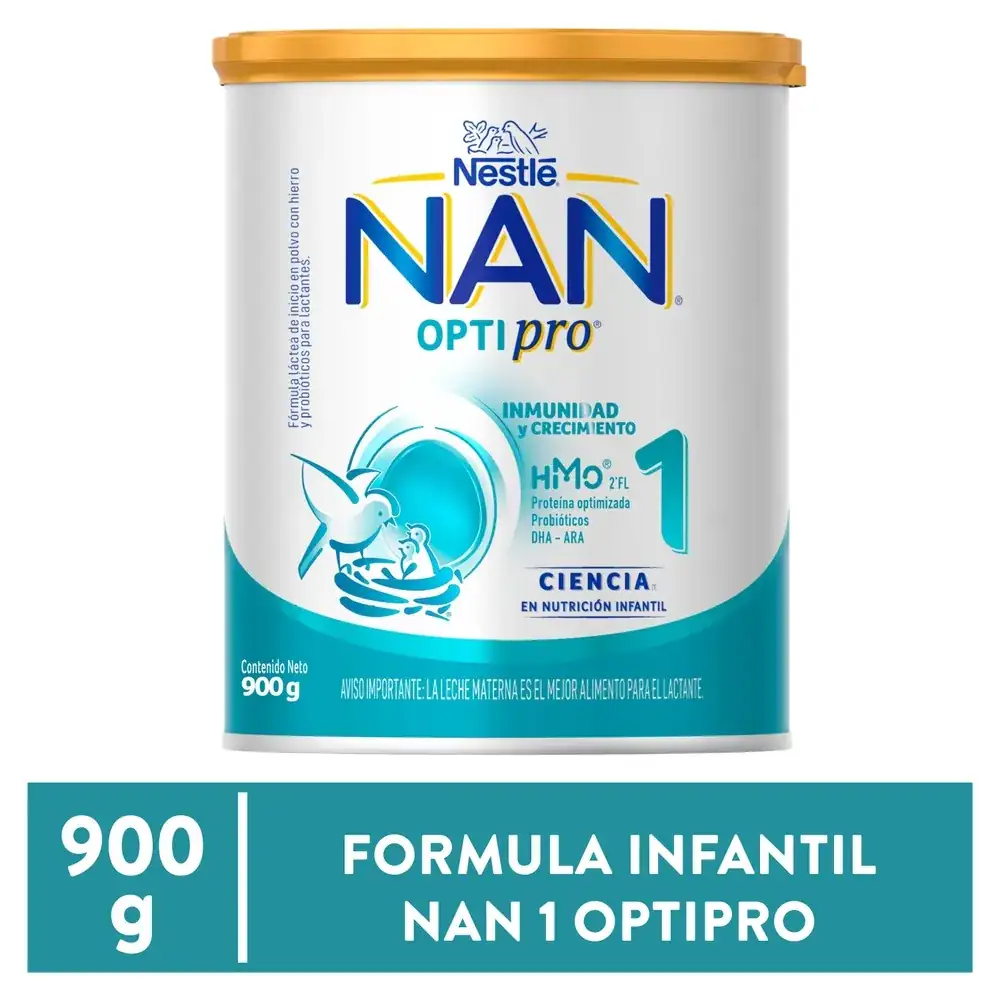 Nestlé
NAN®
OPTIpro®
Fórmula láctea de inicio en polvo con hierro
y probióticos para lactantes.
INMUNIDAD
y CRECIMIENTO
HMO® 2'FL
1
Proteína optimizada
Probióticos
DHA - ARA
CIENCIA
EN NUTRICIÓN INFANTIL
Contenido Neto
900 g
AVISO IMPORTANTE: LA LECHE MATERNA ES EL MEJOR ALIMENTO PARA EL LACTANTE.
900
g
FORMULA INFANTIL
NAN 1 OPTIPRO